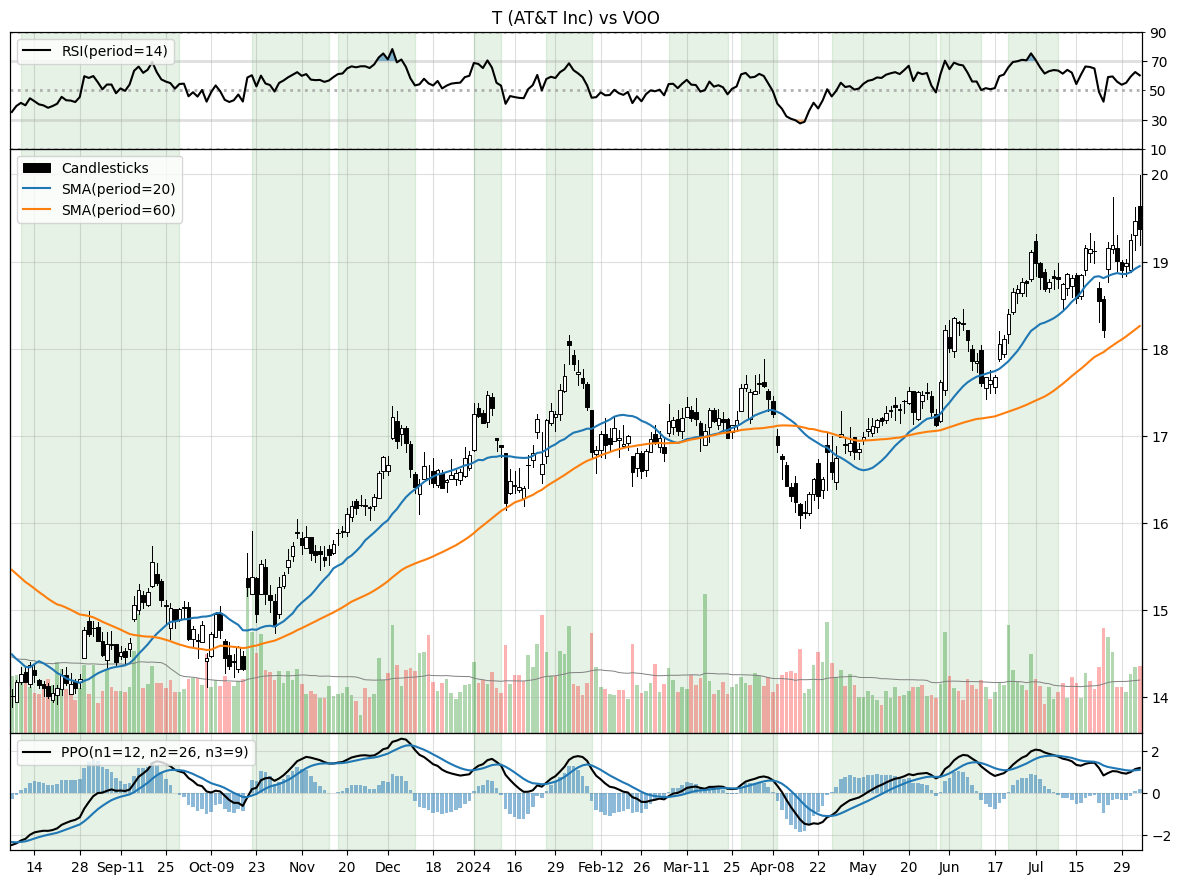 T (AT&T Inc) vs VOO
RSI(period=14)
90
70
50
30
10
Candlesticks
SMA(period=20)
SMA(period=60)
20
19
18
17
16
15
14
PPO(n1=12, n2=26, n3=9)
2
0
−2
14 28 Sep-11 25 Oct-09 23 Nov 20 Dec 18 2024 16 29 Feb-12 26 Mar-11 25 Apr-08 22 May 20 Jun 17 Jul 15 29